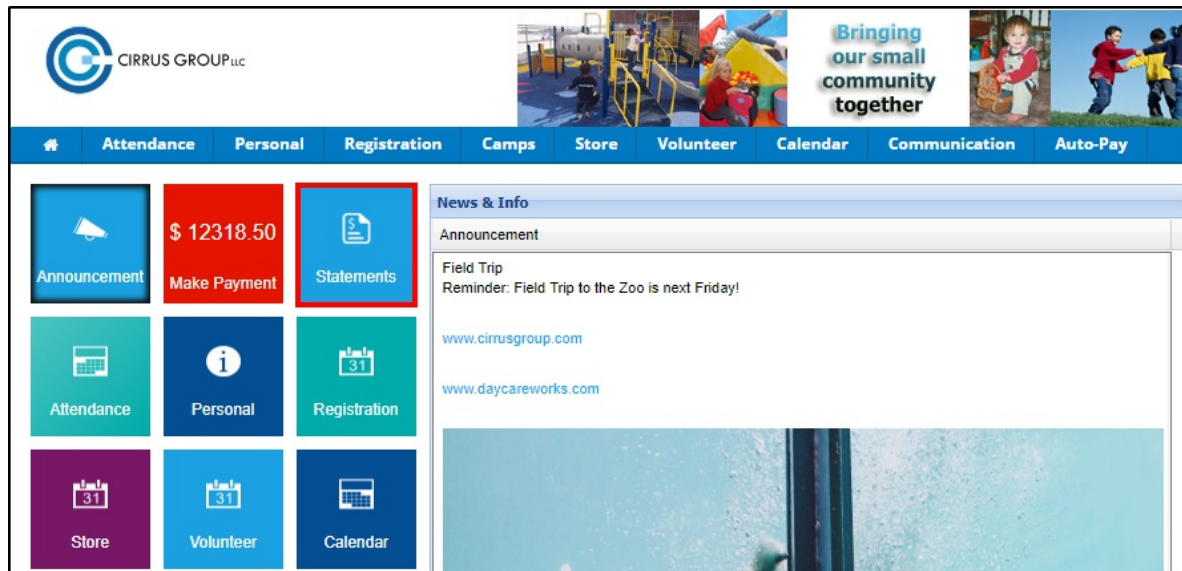 CIRRUS GROUP LLC
Bringing
our small
community
together
Attendance Personal Registration Camps Store Volunteer Calendar Communication Auto-Pay
Announcement
$ 12318.50
Make Payment
$
Statements
Attendance
i
Personal
31
Registration
31
Store
31
Volunteer
Calendar
News & Info
Announcement
Field Trip
Reminder: Field Trip to the Zoo is next Friday!
www.cirrusgroup.com
www.daycareworks.com